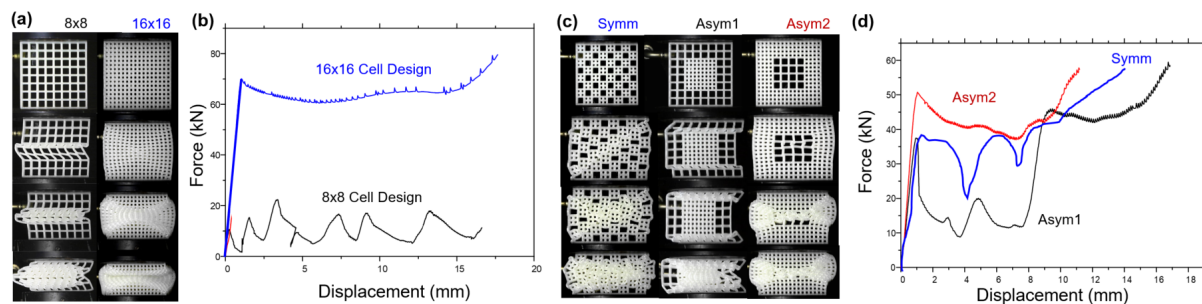 (a)
8x8
16x16
(b)
80
60
40
20
0
Force (kN)
16x16 Cell Design
8x8 Cell Design
0
5
10
15
20
Displacement (mm)
(c)
Symm
Asym1
Asym2
(d)
60
50
40
30
20
10
0
Force (kN)
Symm
Asym2
Asym1
0
2
4
6
8
10
12
14
16
18
Displacement (mm)